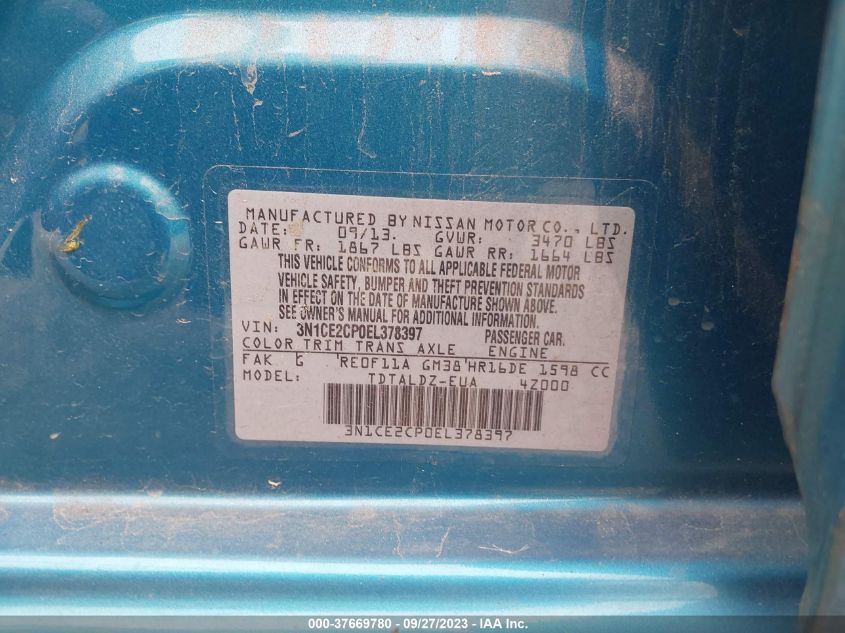 MANUFACTURED BY NISSAN MOTOR CO., LTD.
DATE: 09/13. GVWR: 3470 LBS
GAWR FR: 1867 LBS GAWR RR: 1664 LBS
THIS VEHICLE CONFORMS TO ALL APPLICABLE FEDERAL MOTOR
VEHICLE SAFETY, BUMPER AND THEFT PREVENTION STANDARDS
IN EFFECT ON THE DATE OF MANUFACTURE SHOWN ABOVE.
SEE OWNER'S MANUAL FOR ADDITIONAL INFORMATION.
VIN: 3N1CE2CP0EL378397 PASSENGER CAR.
COLOR TRIM TRANS AXLE ENGINE
FAK G 'RE0F11A GM38'HR16DE 1598 CC
MODEL: TDTALDZ-EUA 4Z000
3N1CE2CP0EL378397
000-37669780 - 09/27/2023 - Copyright © IAA, LLC